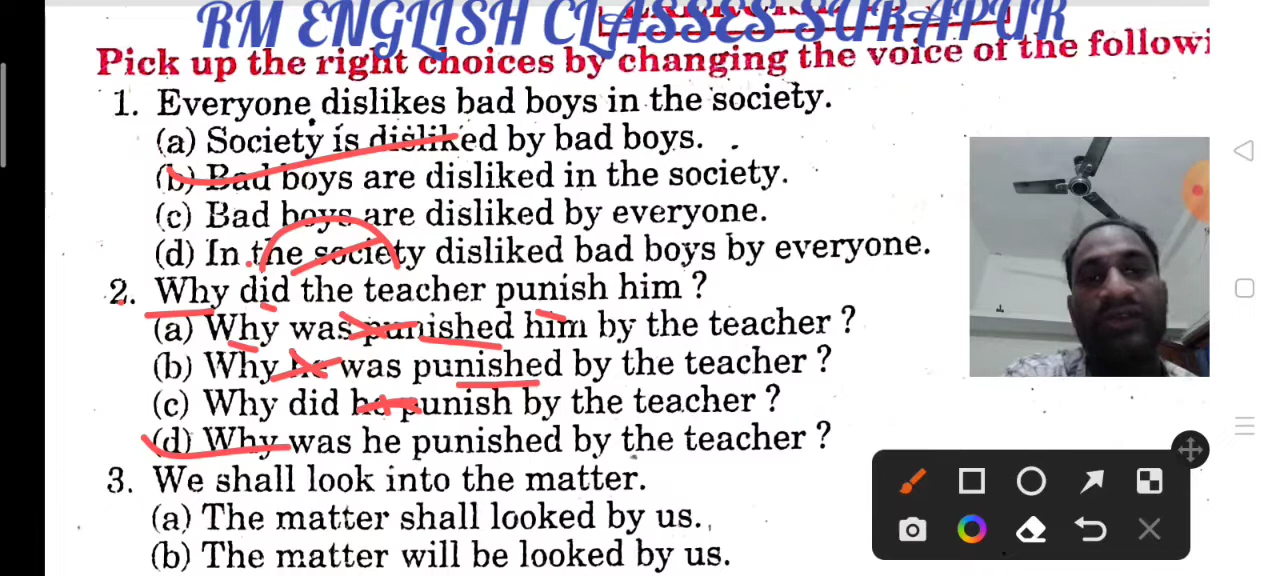 RM ENGLISH CLASSES SURAPUR
Pick up the right choices by changing the voice of the followi
1. Everyone dislikes bad boys in the society.
(a) Society is disliked by bad boys.
(b) Bad boys are disliked in the society.
(c) Bad boys are disliked by everyone.
(d) In the society disliked bad boys by everyone.
2. Why did the teacher punish him ?
(a) Why was punished him by the teacher ?
(b) Why he was punished by the teacher ?
(c) Why did he punish by the teacher ?
(d) Why was he punished by the teacher ?
3. We shall look into the matter.
(a) The matter shall looked by us.
(b) The matter will be looked by us.